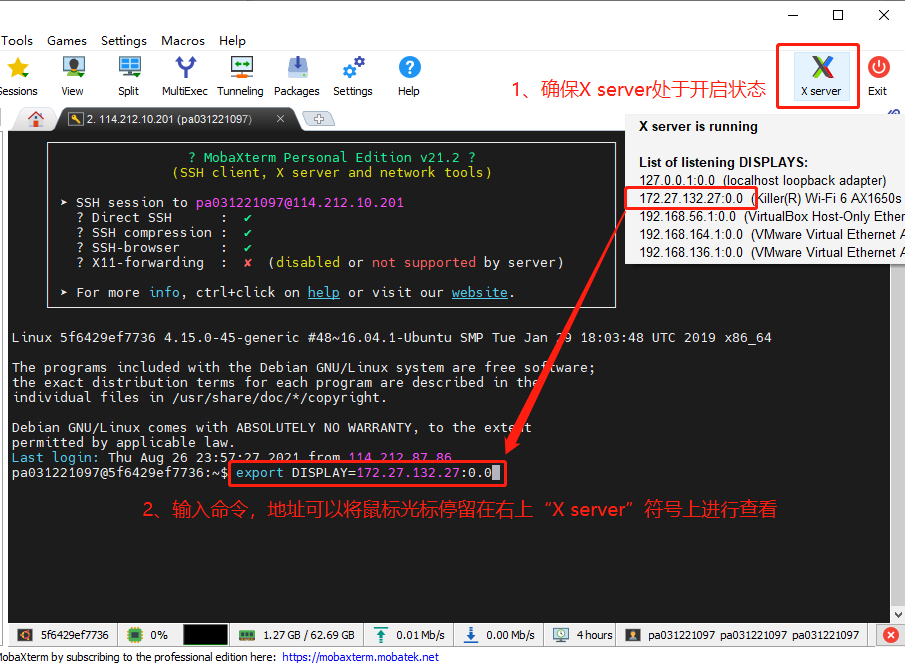 Tools Games Settings Macros Help
Sessions View Split MultiExec Tunneling Packages Settings Help
1、确保X server处于开启状态
X server Exit
2. 114.212.10.201 (pa031221097)
X server is running
List of listening DISPLAYS:
127.0.0.1:0.0 (localhost loopback adapter)
172.27.132.27:0.0 (Killer(R) Wi-Fi 6 AX1650s
192.168.56.1:0.0 (VirtualBox Host-Only Ether
192.168.164.1:0.0 (VMware Virtual Ethernet A
192.168.136.1:0.0 (VMware Virtual Ethernet A
? MobaXterm Personal Edition v21.2 ?
(SSH client, X server and network tools)
➤ SSH session to pa031221097@114.212.10.201
? Direct SSH : ✔
? SSH compression : ✔
? SSH-browser : ✔
? X11-forwarding : ✘ (disabled or not supported by server)
➤ For more info, ctrl+click on help or visit our website.
Linux 5f6429ef7736 4.15.0-45-generic #48~16.04.1-Ubuntu SMP Tue Jan 29 18:03:48 UTC 2019 x86_64
The programs included with the Debian GNU/Linux system are free software;
the exact distribution terms for each program are described in the
individual files in /usr/share/doc/*/copyright.
Debian GNU/Linux comes with ABSOLUTELY NO WARRANTY, to the extent
permitted by applicable law.
Last login: Thu Aug 26 23:57:27 2021 from 114.212.87.86
pa031221097@5f6429ef7736:~$ export DISPLAY=172.27.132.27:0.0
2、输入命令，地址可以将鼠标光标停留在右上“X server”符号上进行查看
5f6429ef7736 0% 1.27 GB / 62.69 GB 0.01 Mb/s 0.00 Mb/s 4 hours pa031221097 pa031221097 pa031221097
MobaXterm by subscribing to the professional edition here: https://mobaxterm.mobatek.net